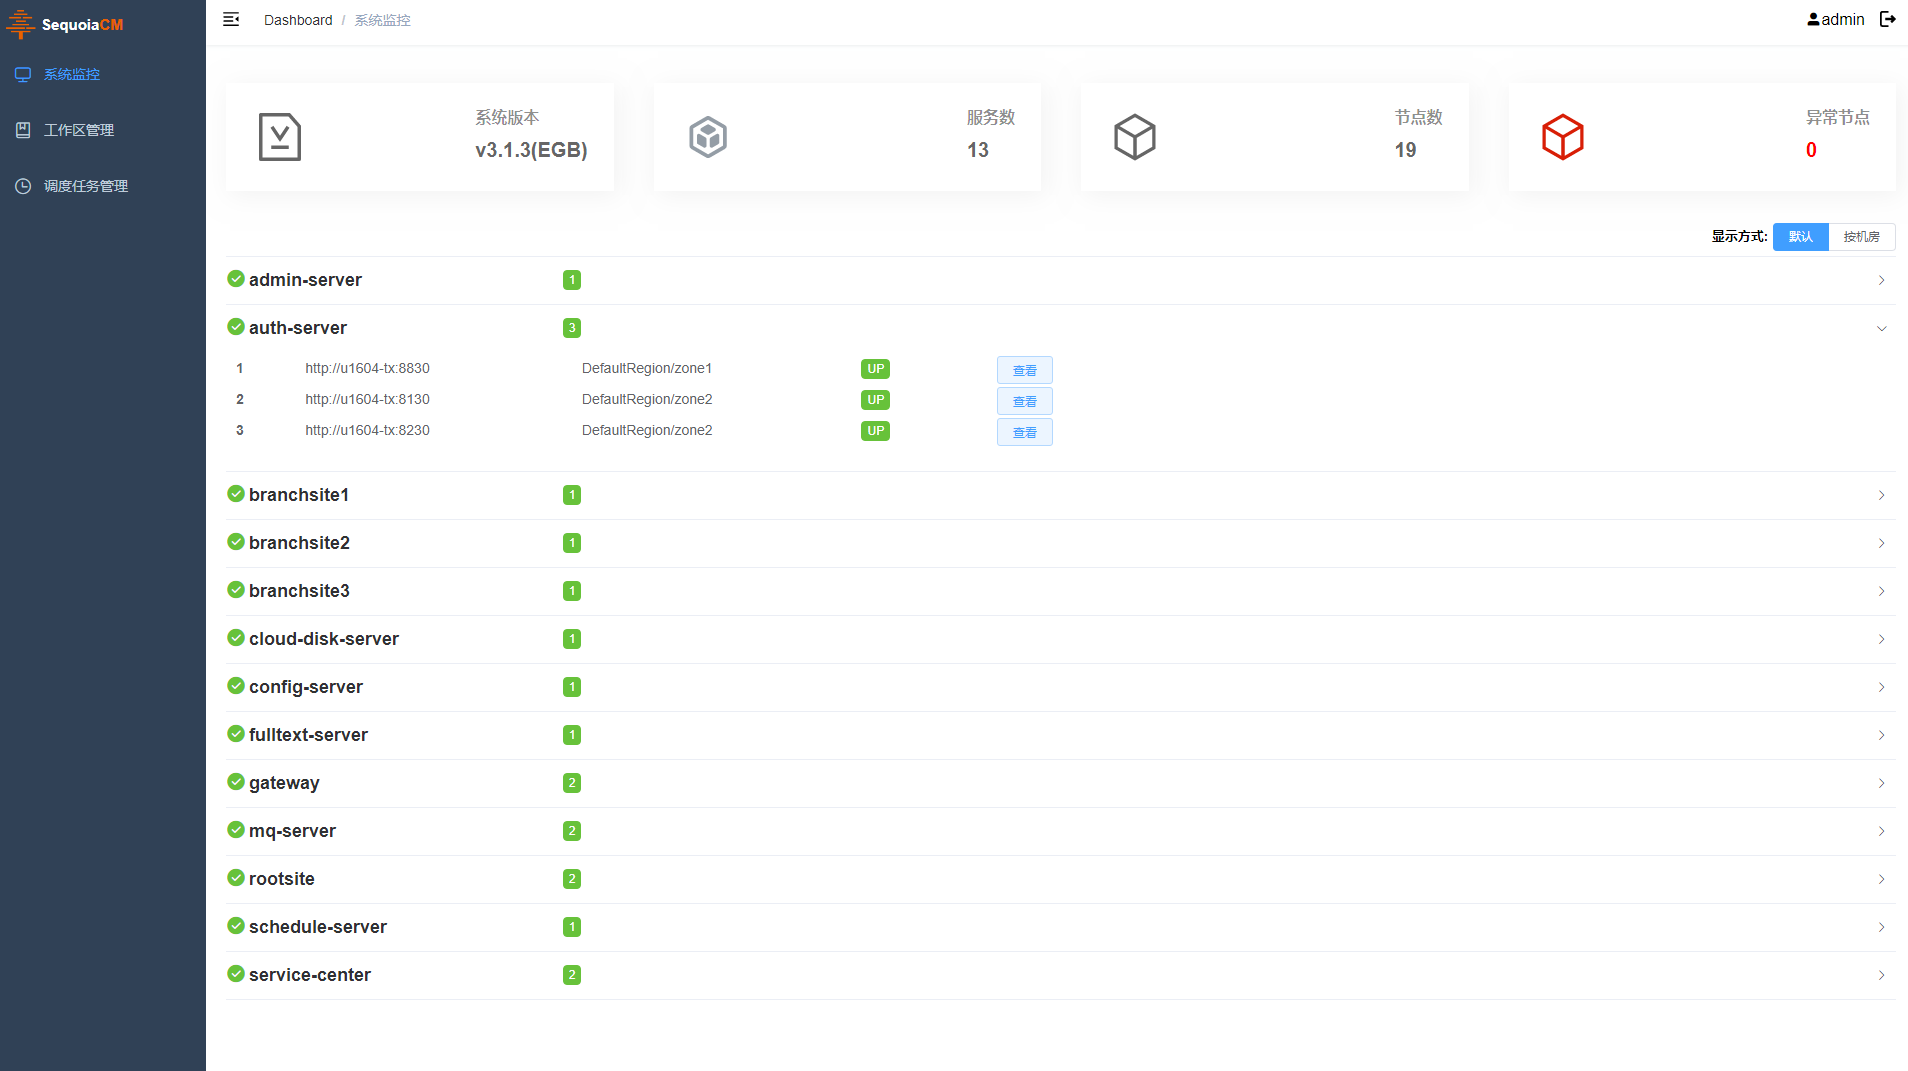 SequoiaCM
Dashboard / 系统监控
admin
系统监控
工作区管理
调度任务管理
系统版本
v3.1.3(EGB)
服务数
13
节点数
19
异常节点
0
显示方式: 默认 按机房
admin-server 1
auth-server 3
1 http://u1604-tx:8830 DefaultRegion/zone1 UP 查看
2 http://u1604-tx:8130 DefaultRegion/zone2 UP 查看
3 http://u1604-tx:8230 DefaultRegion/zone2 UP 查看
branchsite1 1
branchsite2 1
branchsite3 1
cloud-disk-server 1
config-server 1
fulltext-server 1
gateway 2
mq-server 2
rootsite 2
schedule-server 1
service-center 2